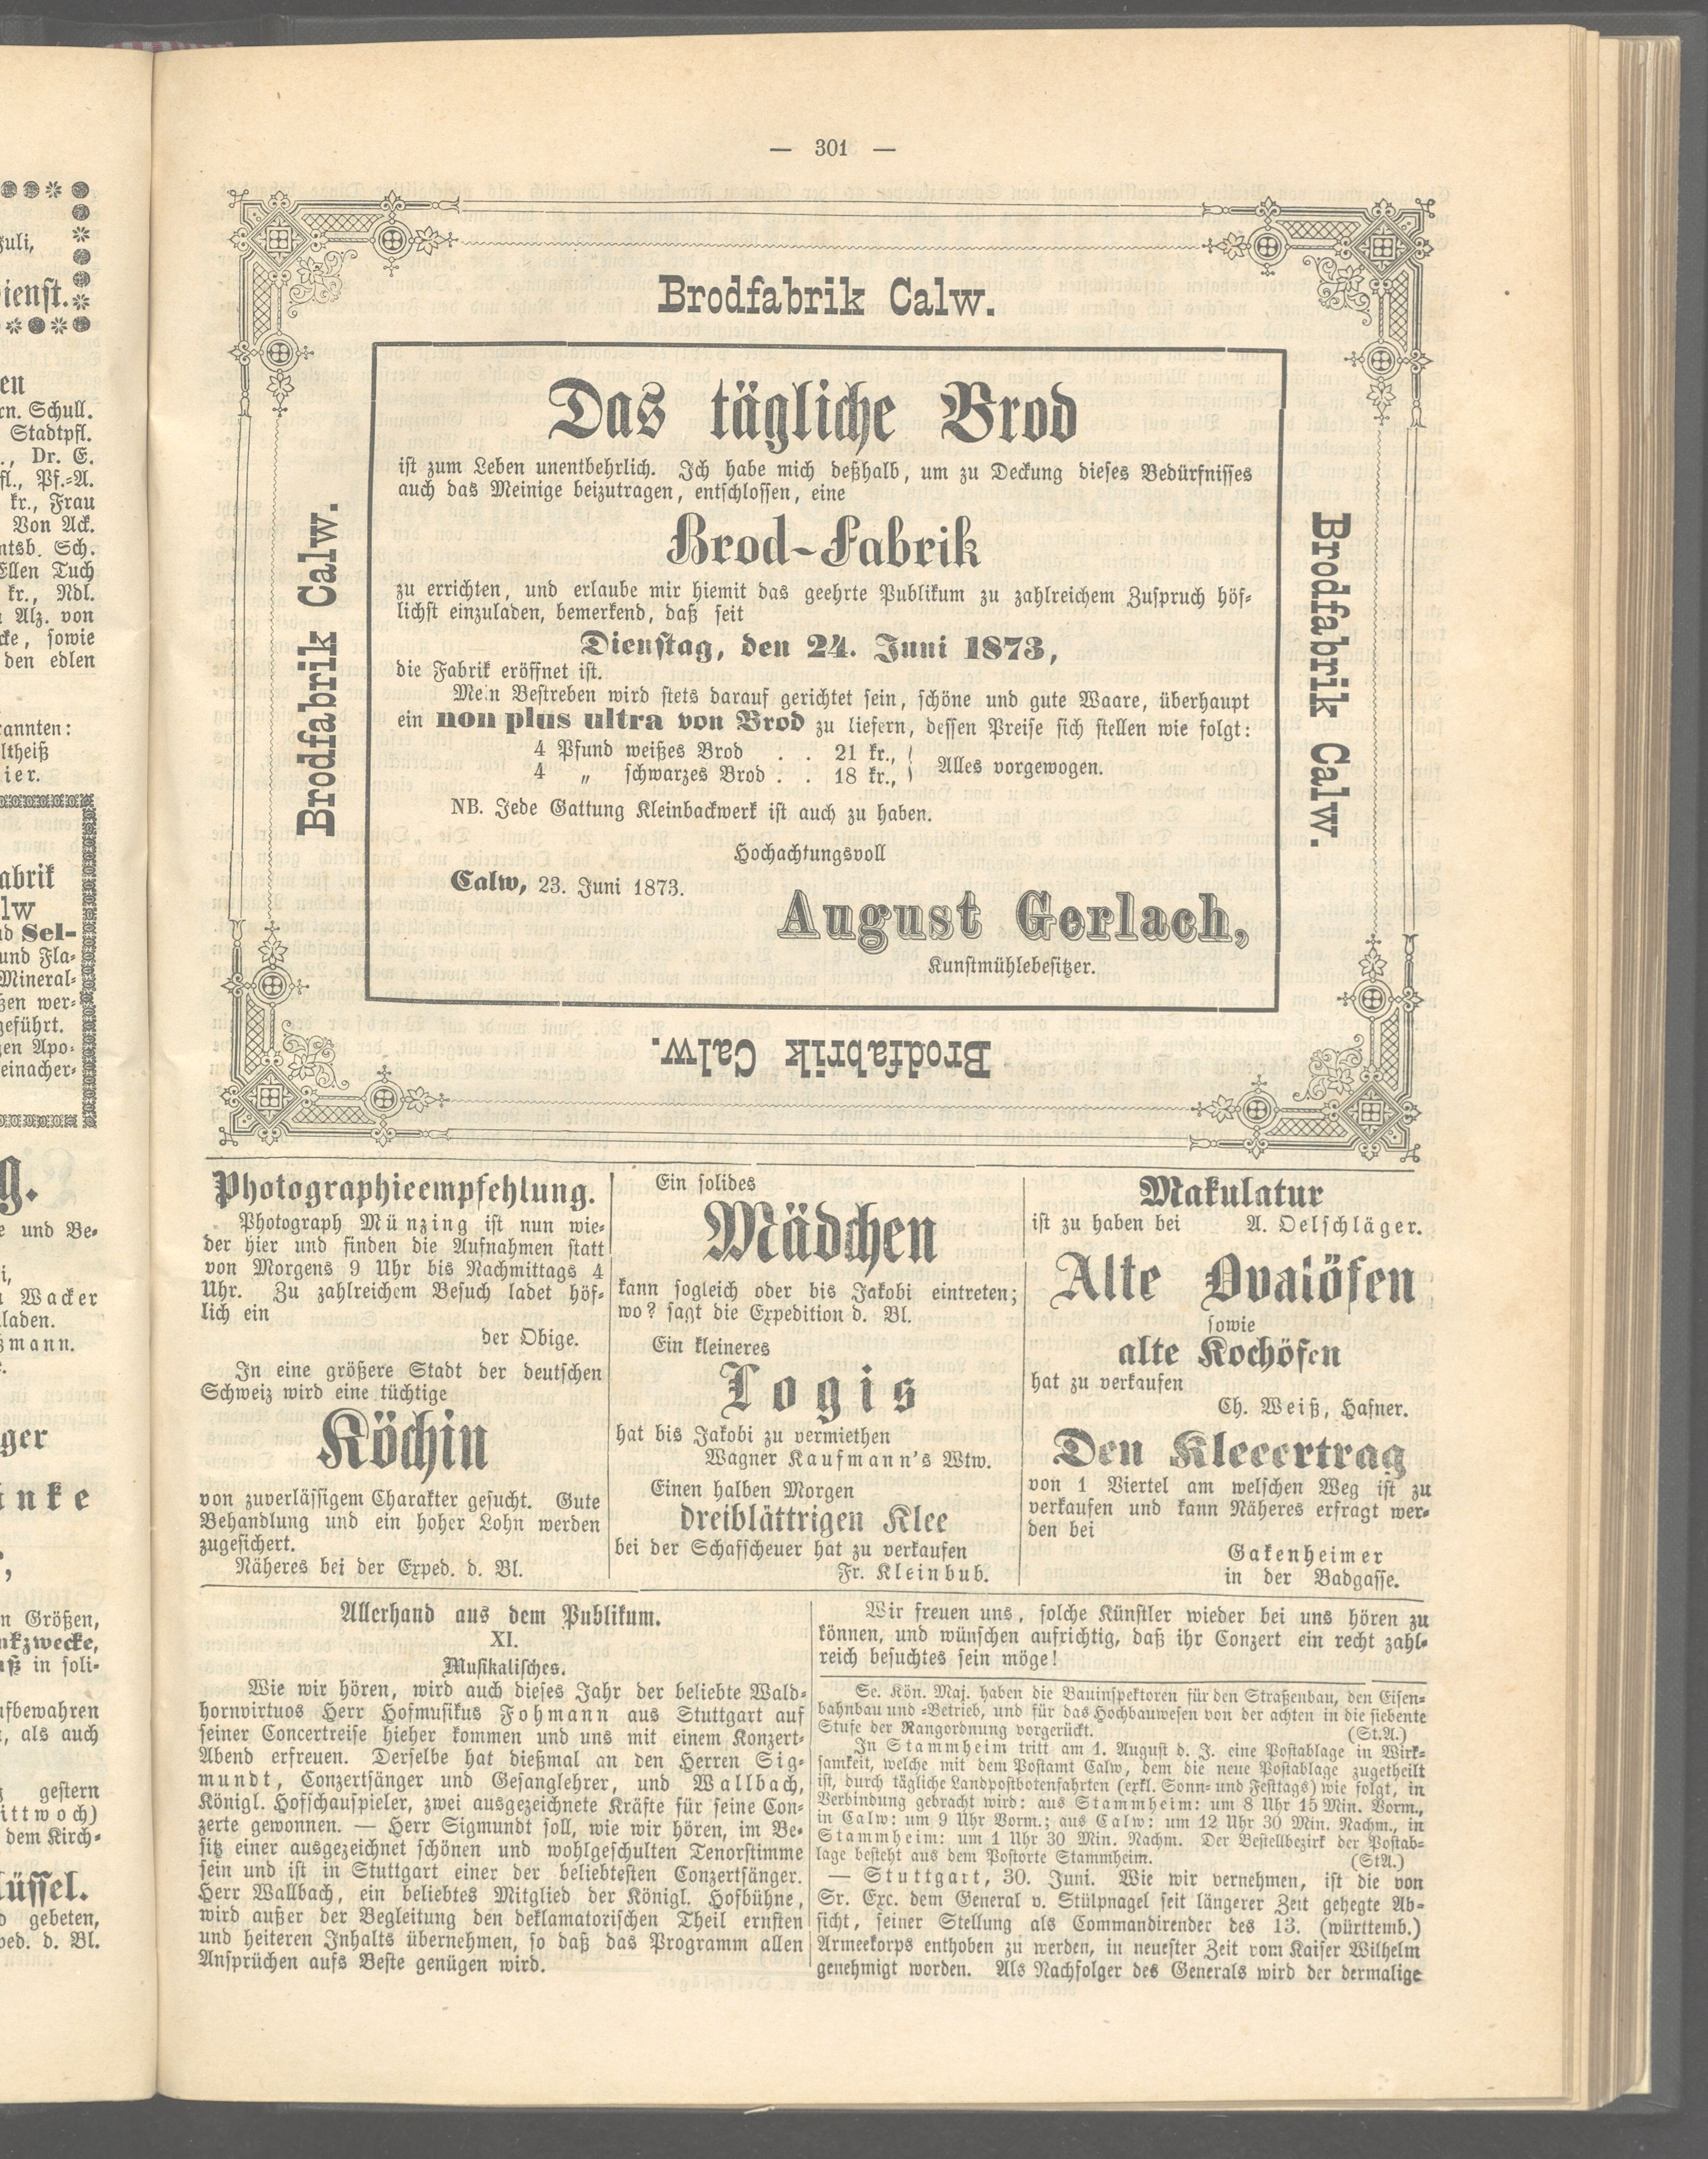 — 301 —
Brodfabrik Calw.
Brodfabrik Calw.
Brodfabrik Calw.
Das tägliche Brod
ist zum Leben unentbehrlich. Ich habe mich deßhalb, um zu Deckung dieses Bedürfnisses
auch das Meinige beizutragen, entschlossen, eine
Brod-Fabrik
zu errichten, und erlaube mir hiemit das geehrte Publikum zu zahlreichem Zuspruch höf-
lichst einzuladen, bemerkend, daß seit
Dienstag, den 24. Juni 1873,
die Fabrik eröffnet ist.
Mein Bestreben wird stets darauf gerichtet sein, schöne und gute Waare, überhaupt
ein non plus ultra von Brod zu liefern, dessen Preise sich stellen wie folgt:
4 Pfund weißes Brod . . 21 kr.,
4 „ schwarzes Brod . . 18 kr.,
Alles vorgewogen.
NB. Jede Gattung Kleinbackwerk ist auch zu haben.
Hochachtungsvoll
Calw, 23. Juni 1873.
August Gerlach,
Kunstmühlebesitzer.
Brodfabrik Calw.
Photographieempfehlung.
Photograph Münzing ist nun wie-
der hier und finden die Aufnahmen statt
von Morgens 9 Uhr bis Nachmittags 4
Uhr. Zu zahlreichem Besuch ladet höf-
lich ein
der Obige.
In eine größere Stadt der deutschen
Schweiz wird eine tüchtige
Köchin
von zuverlässigem Charakter gesucht. Gute
Behandlung und ein hoher Lohn werden
zugesichert.
Näheres bei der Exped. d. Bl.
Ein solides
Mädchen
kann sogleich oder bis Jakobi eintreten;
wo? sagt die Expedition d. Bl.
Ein kleineres
Logis
hat bis Jakobi zu vermiethen
Wagner Kaufmann's Wtw.
Einen halben Morgen
dreiblättrigen Klee
bei der Schafscheuer hat zu verkaufen
Fr. Kleinbub.
Makulatur
ist zu haben bei A. Oelschläger.
Alte Ovalöfen
sowie
alte Kochöfen
hat zu verkaufen
Ch. Weiß, Hafner.
Den Kleeertrag
von 1 Viertel am welschen Weg ist zu
verkaufen und kann Näheres erfragt wer-
den bei
Gakenheimer
in der Badgasse.
Allerhand aus dem Publikum.
XI.
Musikalisches.
Wie wir hören, wird auch dieses Jahr der beliebte Wald-
hornvirtuos Herr Hofmusikus Fohmann aus Stuttgart auf
seiner Concertreise hieher kommen und uns mit einem Konzert-
Abend erfreuen. Derselbe hat dießmal an den Herren Sig-
mundt, Conzertsänger und Gesanglehrer, und Wallbach,
Königl. Hofschauspieler, zwei ausgezeichnete Kräfte für seine Con-
zerte gewonnen. — Herr Sigmundt soll, wie wir hören, im Be-
sitz einer ausgezeichnet schönen und wohlgeschulten Tenorstimme
sein und ist in Stuttgart einer der beliebtesten Conzertsänger.
Herr Wallbach, ein beliebtes Mitglied der Königl. Hofbühne,
wird außer der Begleitung den deklamatorischen Theil ernsten
und heiteren Inhalts übernehmen, so daß das Programm allen
Ansprüchen aufs Beste genügen wird.
Wir freuen uns, solche Künstler wieder bei uns hören zu
können, und wünschen aufrichtig, daß ihr Conzert ein recht zahl-
reich besuchtes sein möge!
Se. Kön. Maj. haben die Bauinspektoren für den Straßenbau, den Eisen-
bahnbau und -Betrieb, und für das Hochbauwesen von der achten in die siebente
Stufe der Rangordnung vorgerückt. (St.A.)
In Stammheim tritt am 1. August d. J. eine Postablage in Wirk-
samkeit, welche mit dem Postamt Calw, dem die neue Postablage zugetheilt
ist, durch tägliche Landpostbotenfahrten (exkl. Sonn- und Festtags) wie folgt, in
Verbindung gebracht wird: aus Stammheim: um 8 Uhr 15 Min. Vorm.,
in Calw: um 9 Uhr Vorm.; aus Calw: um 12 Uhr 30 Min. Nachm., in
Stammheim: um 1 Uhr 30 Min. Nachm. Der Bestellbezirk der Postab-
lage besteht aus dem Postorte Stammheim. (StA.)
— Stuttgart, 30. Juni. Wie wir vernehmen, ist die von
Sr. Exc. dem General v. Stülpnagel seit längerer Zeit gehegte Ab-
sicht, seiner Stellung als Commandirender des 13. (württemb.)
Armeekorps enthoben zu werden, in neuester Zeit vom Kaiser Wilhelm
genehmigt worden. Als Nachfolger des Generals wird der dermalige